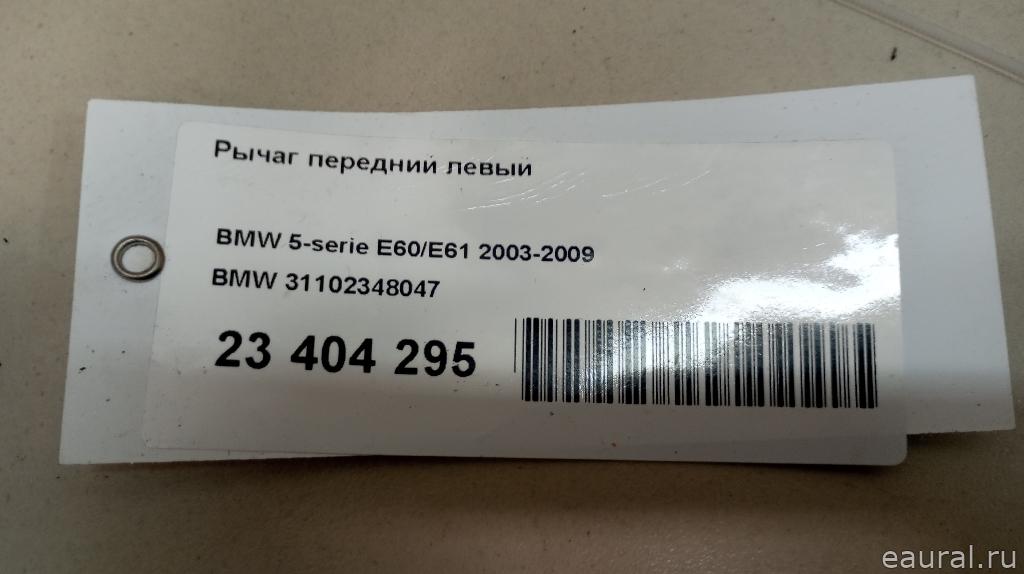 Рычаг передний левый
BMW 5-serie E60/E61 2003-2009
BMW 31102348047
23 404 295
eaural.ru